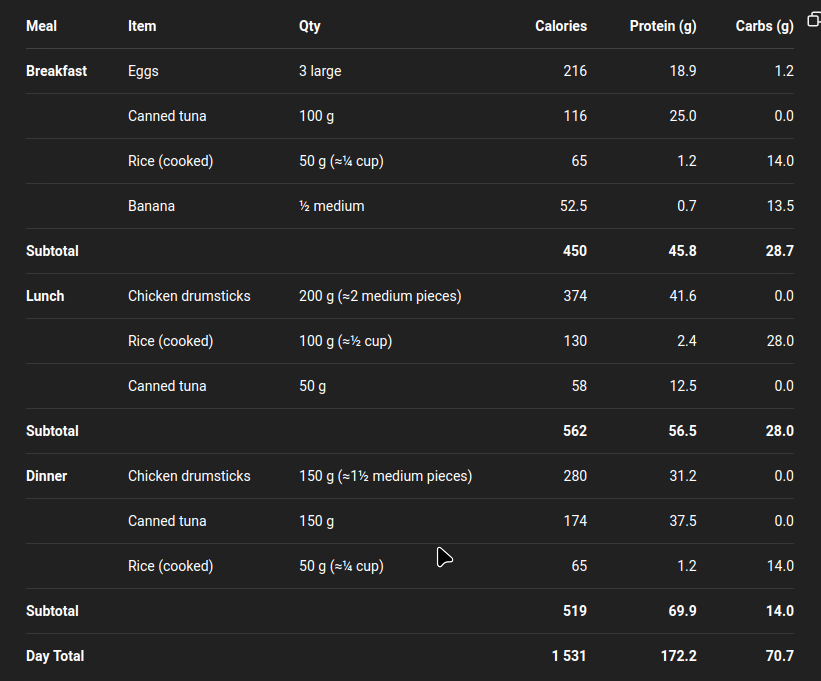 Meal Item Qty Calories Protein (g) Carbs (g)
Breakfast Eggs 3 large 216 18.9 1.2
Canned tuna 100 g 116 25.0 0.0
Rice (cooked) 50 g (≈¼ cup) 65 1.2 14.0
Banana ½ medium 52.5 0.7 13.5
Subtotal 450 45.8 28.7
Lunch Chicken drumsticks 200 g (≈2 medium pieces) 374 41.6 0.0
Rice (cooked) 100 g (≈½ cup) 130 2.4 28.0
Canned tuna 50 g 58 12.5 0.0
Subtotal 562 56.5 28.0
Dinner Chicken drumsticks 150 g (≈1½ medium pieces) 280 31.2 0.0
Canned tuna 150 g 174 37.5 0.0
Rice (cooked) 50 g (≈¼ cup) 65 1.2 14.0
Subtotal 519 69.9 14.0
Day Total 1 531 172.2 70.7